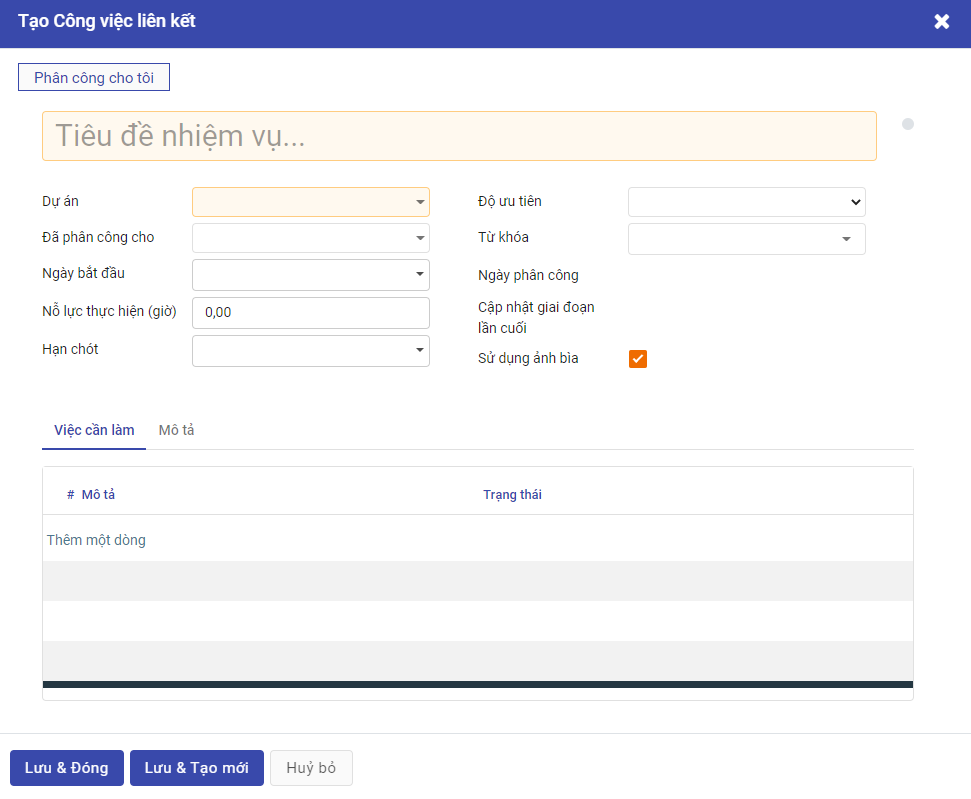 Tạo Công việc liên kết
Phân công cho tôi
Tiêu đề nhiệm vụ...
Dự án
Độ ưu tiên
Đã phân công cho
Từ khóa
Ngày bắt đầu
Ngày phân công
Nỗ lực thực hiện (giờ)
0,00
Cập nhật giai đoạn
lần cuối
Hạn chót
Sử dụng ảnh bìa
Việc cần làm
Mô tả
# Mô tả
Trạng thái
Thêm một dòng
Lưu & Đóng
Lưu & Tạo mới
Huỷ bỏ